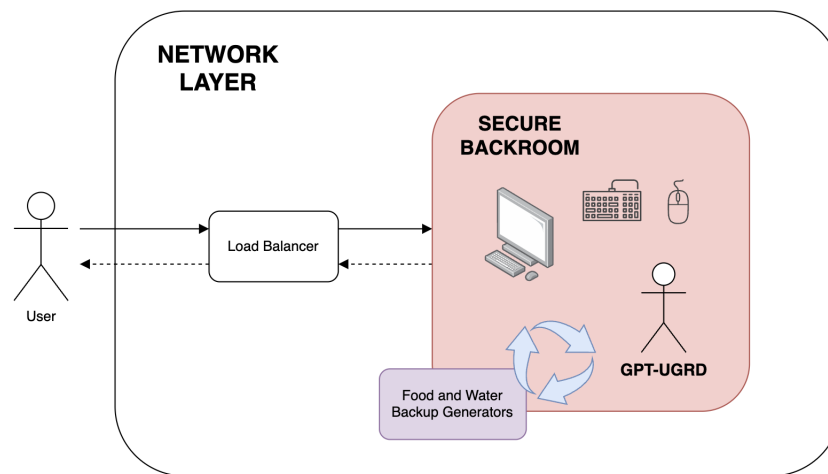 NETWORK
LAYER
SECURE
BACKROOM
Load Balancer
User
GPT-UGRD
Food and Water
Backup Generators